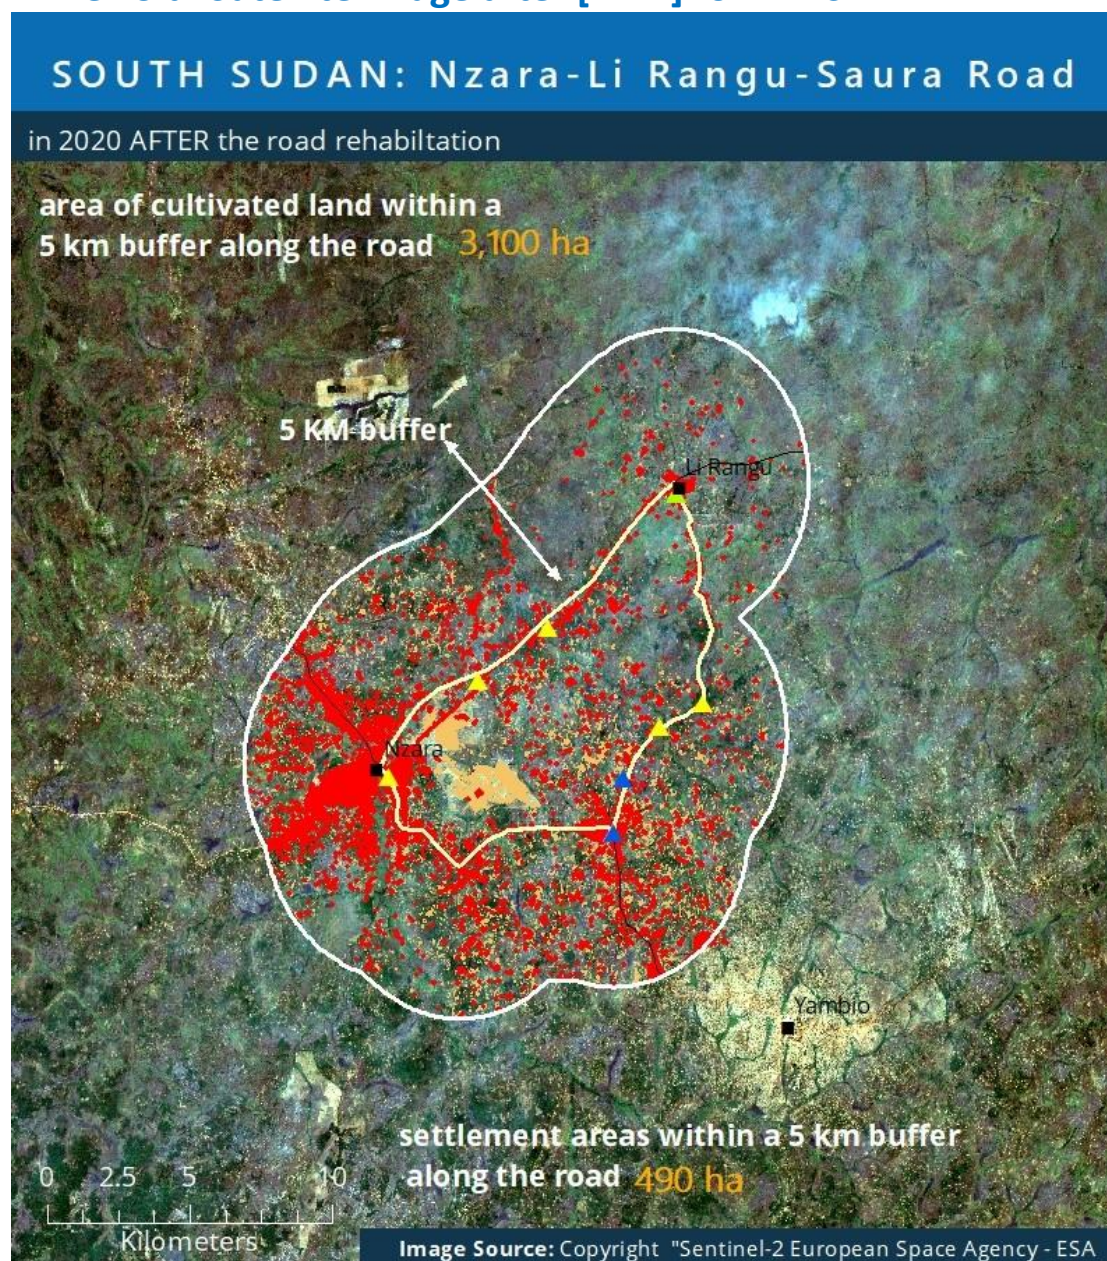 SOUTH SUDAN: Nzara-Li Rangu-Saura Road
in 2020 AFTER the road rehabiltation
area of cultivated land within a
5 km buffer along the road 3,100 ha
5 KM buffer
Li Rangu
Nzara
Yambio
settlement areas within a 5 km buffer
along the road 490 ha
0 2.5 5 10
Kilometers
Image Source: Copyright "Sentinel-2 European Space Agency - ESA